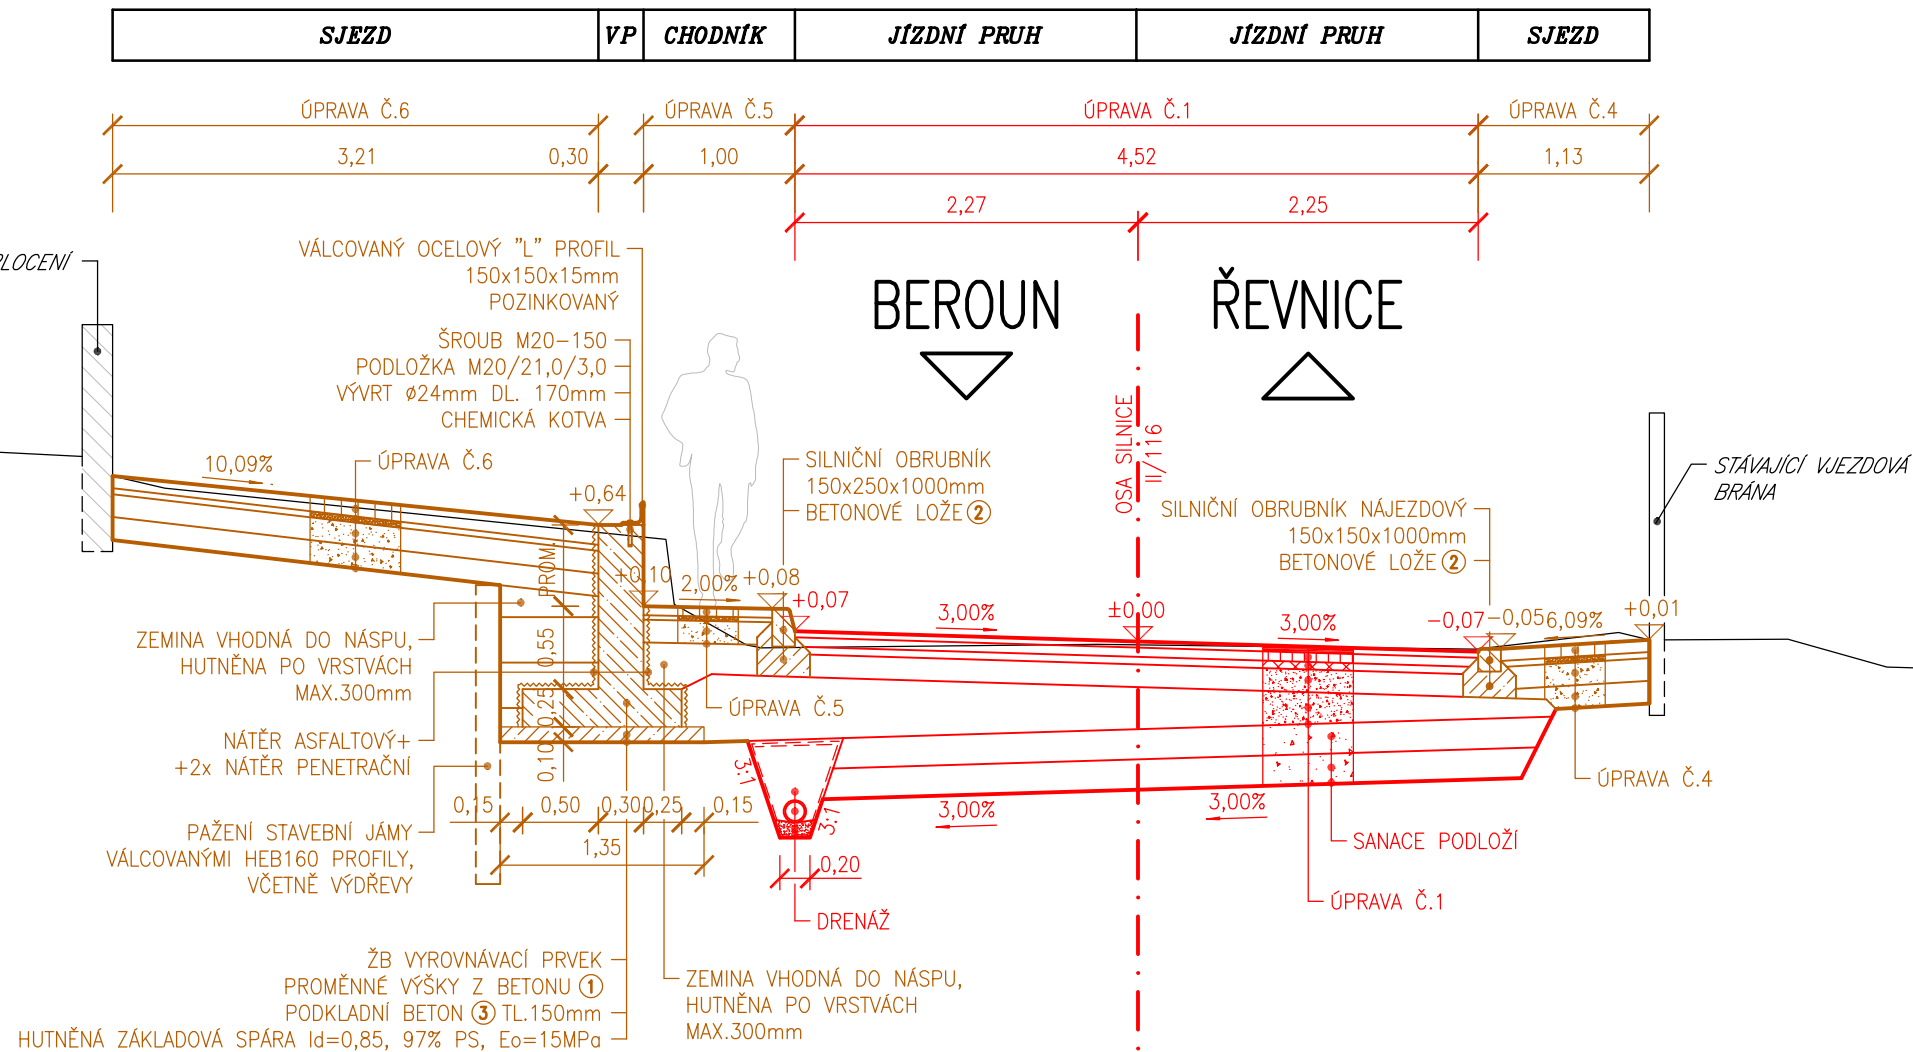 SJEZD
VP
CHODNÍK
JÍZDNÍ PRUH
JÍZDNÍ PRUH
SJEZD
ÚPRAVA Č.6
ÚPRAVA Č.5
ÚPRAVA Č.1
ÚPRAVA Č.4
3,21
0,30
1,00
4,52
1,13
2,27
2,25
VÁLCOVANÝ OCELOVÝ "L" PROFIL
150x150x15mm
POZINKOVANÝ
ŠROUB M20-150
PODLOŽKA M20/21,0/3,0
VÝVRT ø24mm DL. 170mm
CHEMICKÁ KOTVA
BEROUN
ŘEVNICE
OSA SILNICE
II/116
PLOCENÍ
10,09%
ÚPRAVA Č.6
+0,64
SILNIČNÍ OBRUBNÍK
150x250x1000mm
BETONOVÉ LOŽE 2
SILNIČNÍ OBRUBNÍK NÁJEZDOVÝ
150x150x1000mm
BETONOVÉ LOŽE 2
STÁVAJÍCÍ VJEZDOVÁ
BRÁNA
PROM.
+0,10
2,00%
+0,08
+0,07
3,00%
±0,00
3,00%
-0,07
-0,05
6,09%
+0,01
0,55
0,25
0,10
ZEMINA VHODNÁ DO NÁSPU,
HUTNĚNA PO VRSTVÁCH
MAX.300mm
NÁTĚR ASFALTOVÝ+
+2x NÁTĚR PENETRAČNÍ
ÚPRAVA Č.5
3:1
3:1
3,00%
3,00%
ÚPRAVA Č.4
0,15
0,50
0,30
0,25
0,15
1,35
0,20
PAŽENÍ STAVEBNÍ JÁMY
VÁLCOVANÝMI HEB160 PROFILY,
VČETNĚ VÝDŘEVY
SANACE PODLOŽÍ
ÚPRAVA Č.1
DRENÁŽ
ŽB VYROVNÁVACÍ PRVEK
PROMĚNNÉ VÝŠKY Z BETONU 1
PODKLADNÍ BETON 3 TL.150mm
HUTNĚNÁ ZÁKLADOVÁ SPÁRA Id=0,85, 97% PS, Eo=15MPa
ZEMINA VHODNÁ DO NÁSPU,
HUTNĚNA PO VRSTVÁCH
MAX.300mm